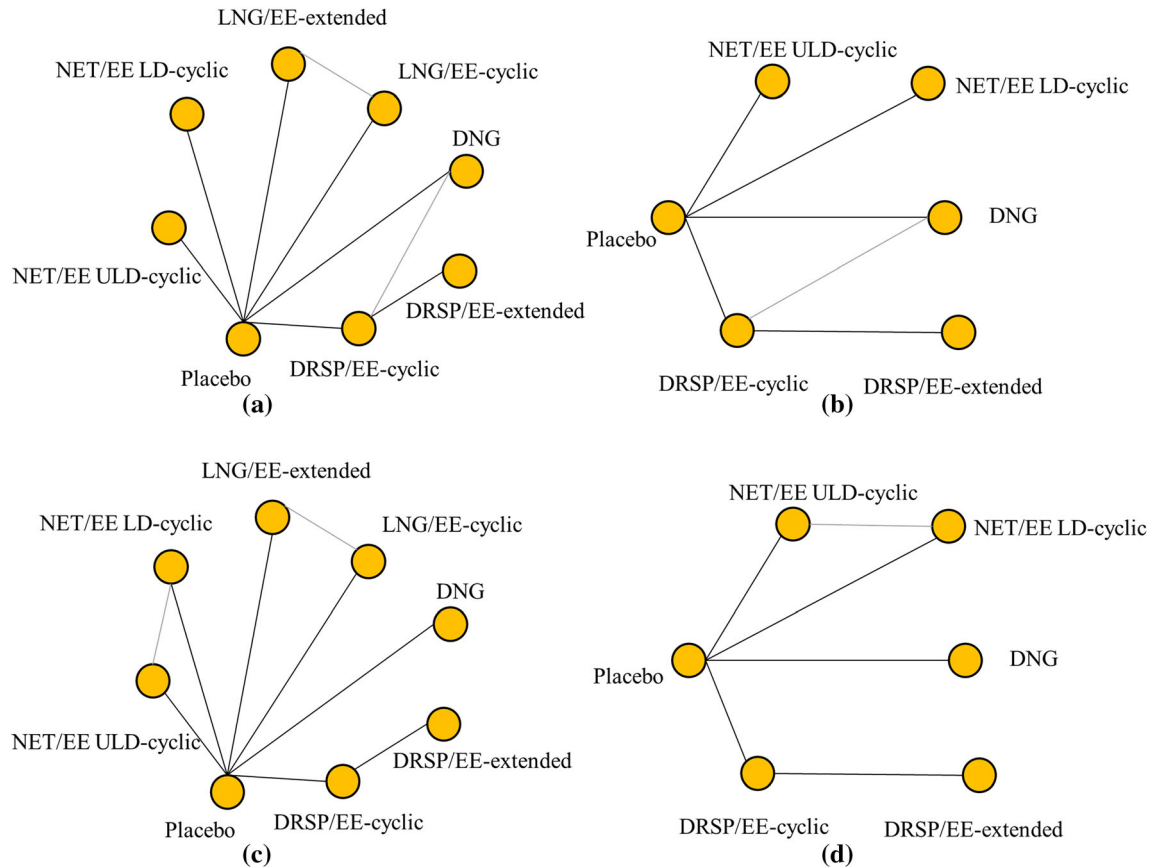 LNG/EE-extended
NET/EE LD-cyclic
LNG/EE-cyclic
DNG
NET/EE ULD-cyclic
DRSP/EE-extended
Placebo
DRSP/EE-cyclic
(a)
NET/EE ULD-cyclic
NET/EE LD-cyclic
Placebo
DNG
DRSP/EE-cyclic
DRSP/EE-extended
(b)
LNG/EE-extended
NET/EE LD-cyclic
LNG/EE-cyclic
DNG
NET/EE ULD-cyclic
DRSP/EE-extended
Placebo
DRSP/EE-cyclic
(c)
NET/EE ULD-cyclic
NET/EE LD-cyclic
Placebo
DNG
DRSP/EE-cyclic
DRSP/EE-extended
(d)